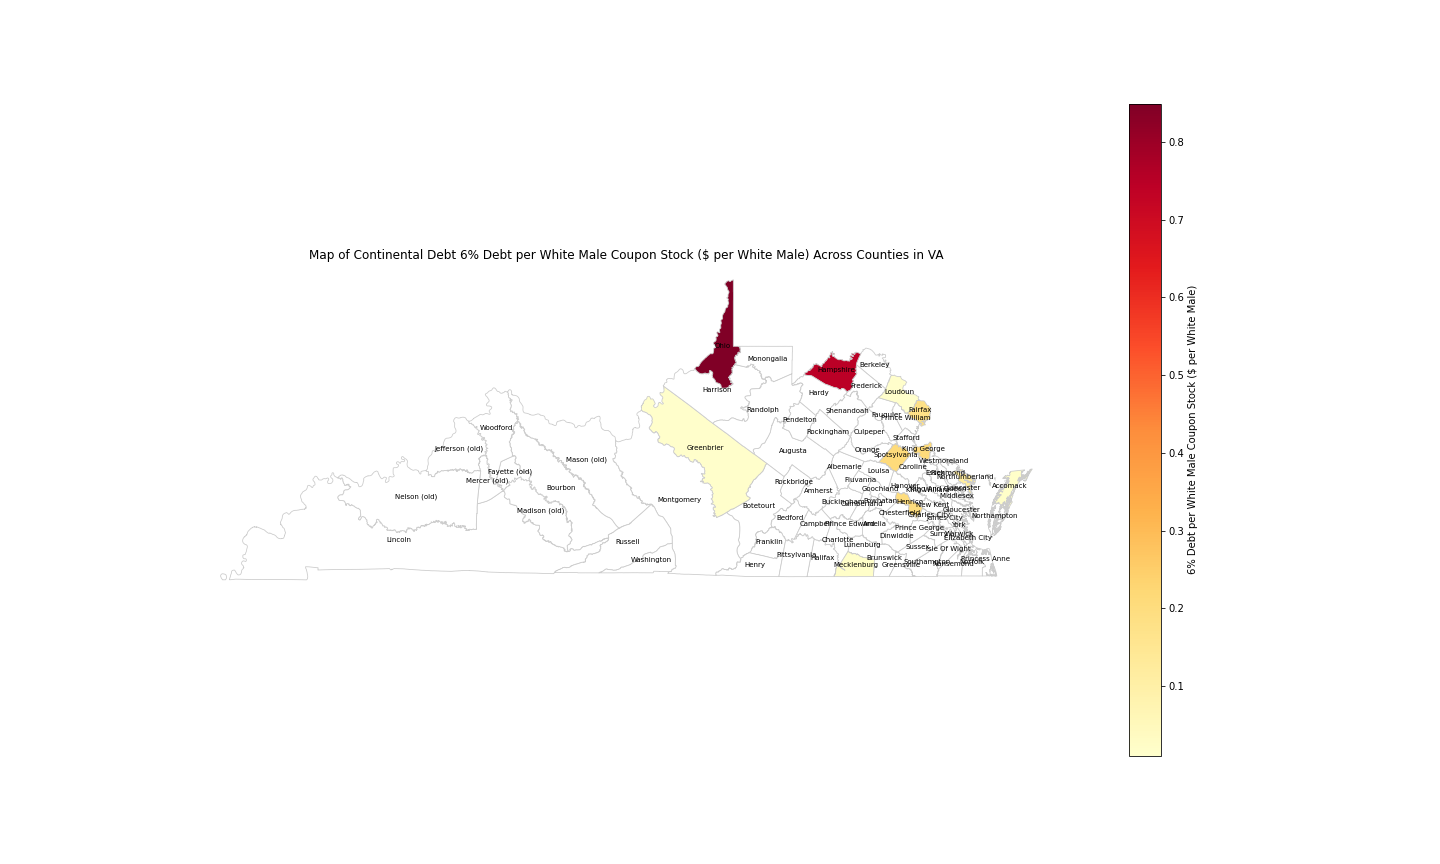 Map of Continental Debt 6% Debt per White Male Coupon Stock ($ per White Male) Across Counties in VA
Ohio
Monongalia
Hampshire
Berkeley
Harrison
Hardy
Frederick
Loudoun
Randolph
Shenandoah
Fauquier
Fairfax
Prince William
Pendelton
Woodford
Rockingham
Culpeper
Stafford
Jefferson (old)
Greenbrier
Augusta
Orange
King George
Spotsylvania
Mason (old)
Westmoreland
Albemarle
Caroline
Fayette (old)
Louisa
Essex
Richmond
Mercer (old)
Rockbridge
Fluvanna
Northumberland
Bourbon
Amherst
Goochland
Hanover
King William
Lancaster
Accomack
Nelson (old)
Montgomery
Middlesex
Buckingham
Cumberland
Powhatan
Henrico
Botetourt
New Kent
Madison (old)
Gloucester
Chesterfield
Charles City
James City
Northampton
Bedford
Campbell
Prince Edward
Amelia
York
Prince George
Surry
Warwick
Dinwiddie
Elizabeth City
Lincoln
Russell
Franklin
Charlotte
Lunenburg
Sussex
Isle Of Wight
Washington
Pittsylvania
Halifax
Brunswick
Southampton
Norfolk
Princess Anne
Henry
Mecklenburg
Greensville
Nansemond
0.8
0.7
0.6
0.5
0.4
0.3
0.2
0.1
6% Debt per White Male Coupon Stock ($ per White Male)